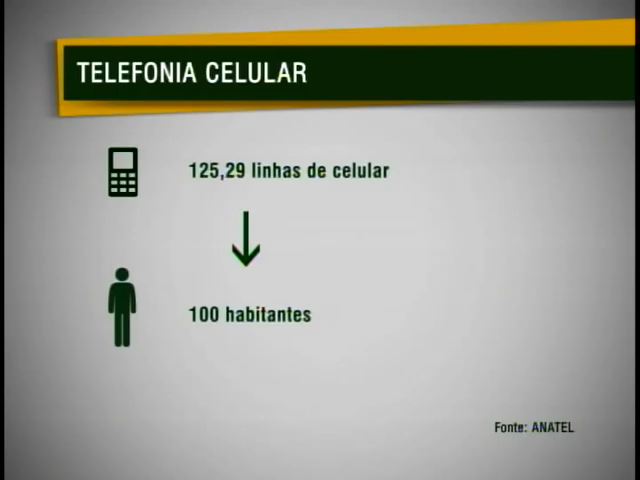 TELEFONIA CELULAR
125,29 linhas de celular
100 habitantes
Fonte: ANATEL